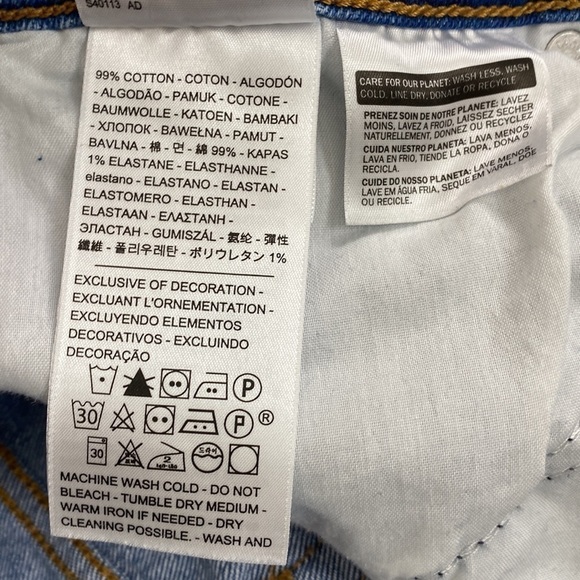 S40113 AD
99% COTTON - COTON - ALGODÓN
- ALGODÃO - PAMUK - COTONE -
BAUMWOLLE - KATOEN - BAMBAKI
- ХЛОПОК - BAWEŁNA - PAMUT -
BAVLNA - 棉 - 면 - 綿 99% - KAPAS
1% ELASTANE - ELASTHANNE -
elastano - ELASTANO - ELASTAN -
ELASTOMERO - ELASTHAN -
ELASTAAN - ΕΛΑΣΤΑΝΗ -
ЭЛАСТАН - GUMISZÁL - 氨纶 - 彈性
纖維 - 폴리우레탄 - ポリウレタン 1%
EXCLUSIVE OF DECORATION -
EXCLUANT L'ORNEMENTATION -
EXCLUYENDO ELEMENTOS
DECORATIVOS - EXCLUINDO
DECORAÇÃO
P
30 P ®
30 2 140-160 드라이
MACHINE WASH COLD - DO NOT
BLEACH - TUMBLE DRY MEDIUM -
WARM IRON IF NEEDED - DRY
CLEANING POSSIBLE. - WASH AND
CARE FOR OUR PLANET: WASH LESS, WASH
COLD, LINE DRY, DONATE OR RECYCLE.
PRENEZ SOIN DE NOTRE PLANETE: LAVEZ
MOINS, LAVEZ A FROID, LAISSEZ SECHER
NATURELLEMENT, DONNEZ OU RECYCLEZ.
CUIDA NUESTRO PLANETA: LAVA MENOS,
LAVA EN FRIO, TIENDE LA ROPA, DONA O
RECICLA.
CUIDE DO NOSSO PLANETA: LAVE MENOS,
LAVE EM ÁGUA FRIA, SEQUE EM VARAL, DOE
OU RECICLE.